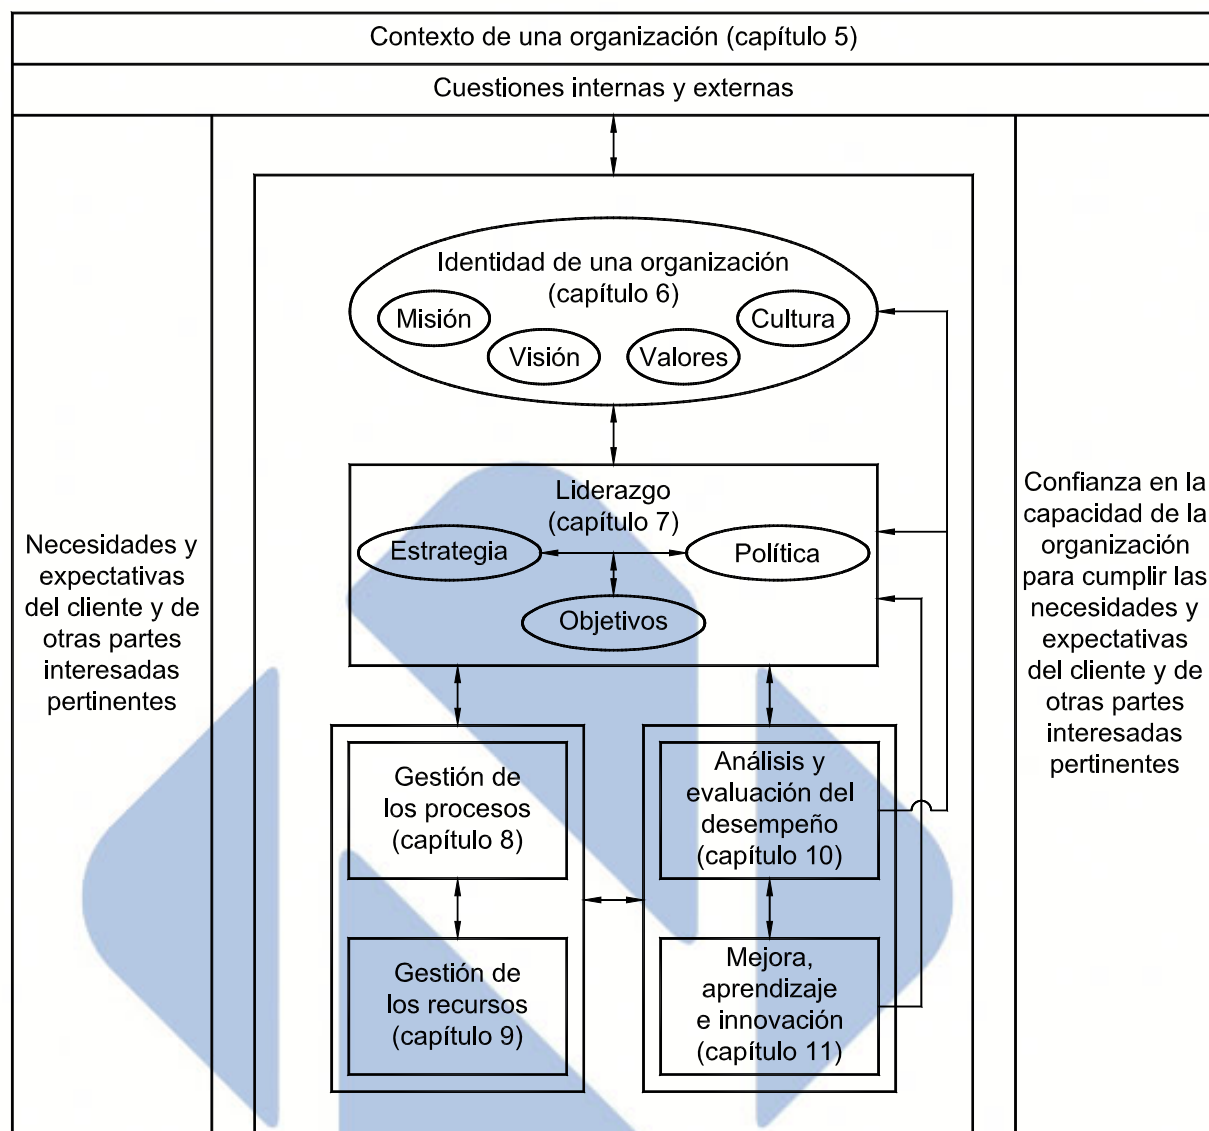 Contexto de una organización (capítulo 5)
Cuestiones internas y externas
Necesidades y
expectativas
del cliente y de
otras partes
interesadas
pertinentes
Identidad de una organización
(capítulo 6)
Misión
Visión
Valores
Cultura
Liderazgo
(capítulo 7)
Estrategia
Política
Objetivos
Gestión de
los procesos
(capítulo 8)
Gestión de
los recursos
(capítulo 9)
Análisis y
evaluación del
desempeño
(capítulo 10)
Mejora,
aprendizaje
e innovación
(capítulo 11)
Confianza en la
capacidad de la
organización
para cumplir las
necesidades y
expectativas
del cliente y de
otras partes
interesadas
pertinentes